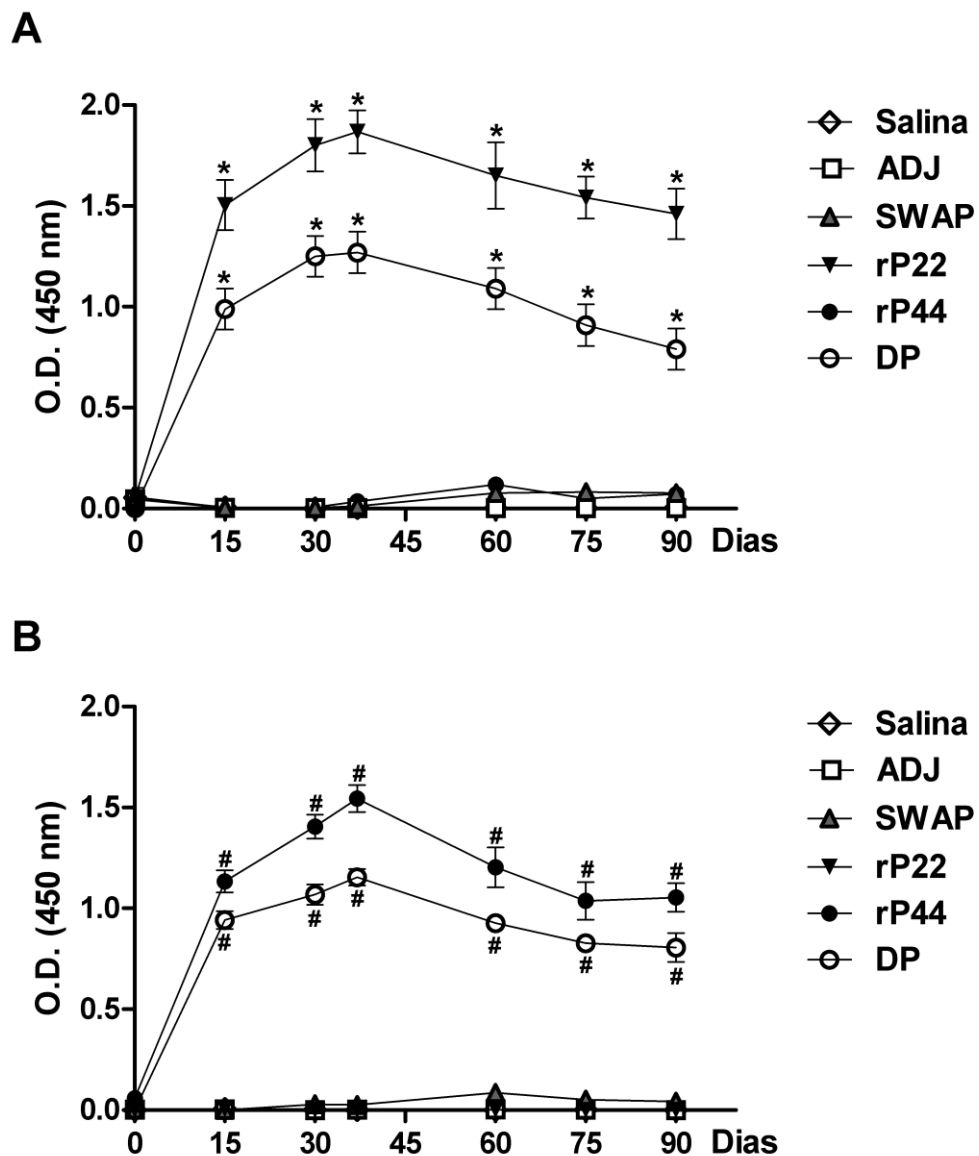 A
O.D. (450 nm)
2.0
1.5
1.0
0.5
0.0
* * * * * *
* * * * * *
0 15 30 45 60 75 90 Dias
Salina
ADJ
SWAP
rP22
rP44
DP
B
O.D. (450 nm)
2.0
1.5
1.0
0.5
0.0
# # # # # #
# # # # # #
0 15 30 45 60 75 90 Dias
Salina
ADJ
SWAP
rP22
rP44
DP